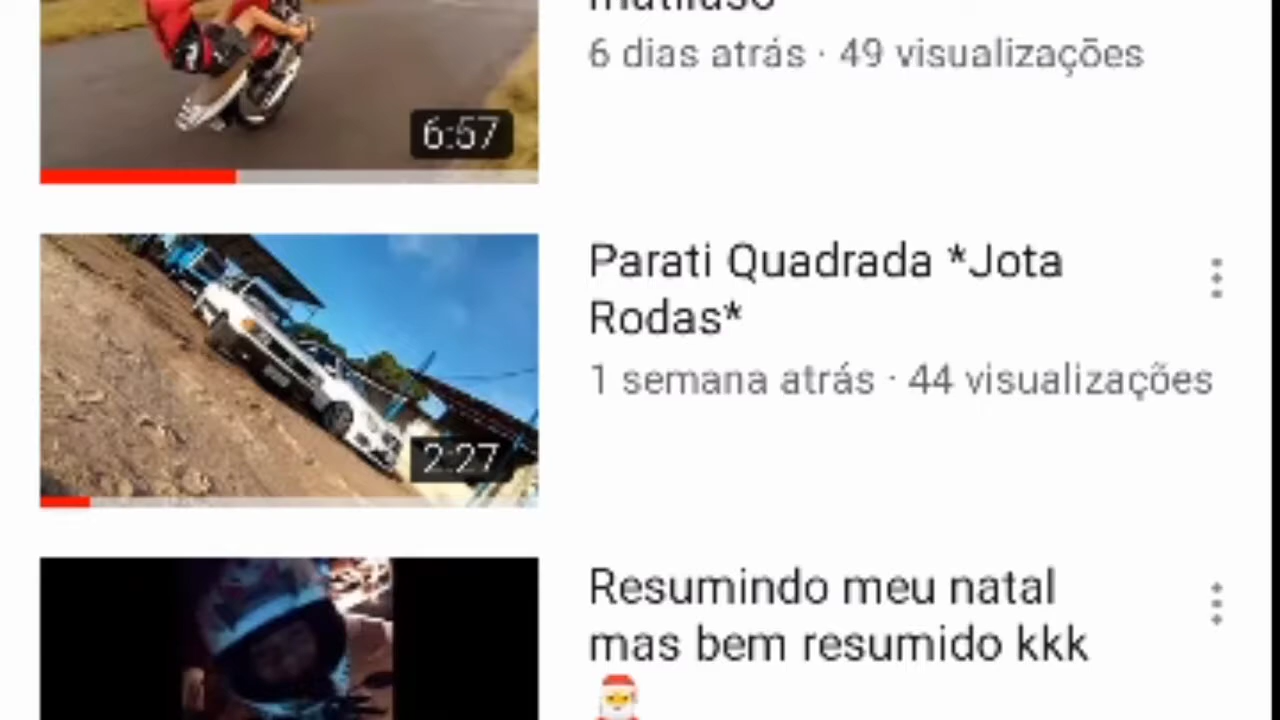 6 dias atrás · 49 visualizações
6:57
Parati Quadrada *Jota
Rodas*
1 semana atrás · 44 visualizações
2:27
Resumindo meu natal
mas bem resumido kkk
🎅